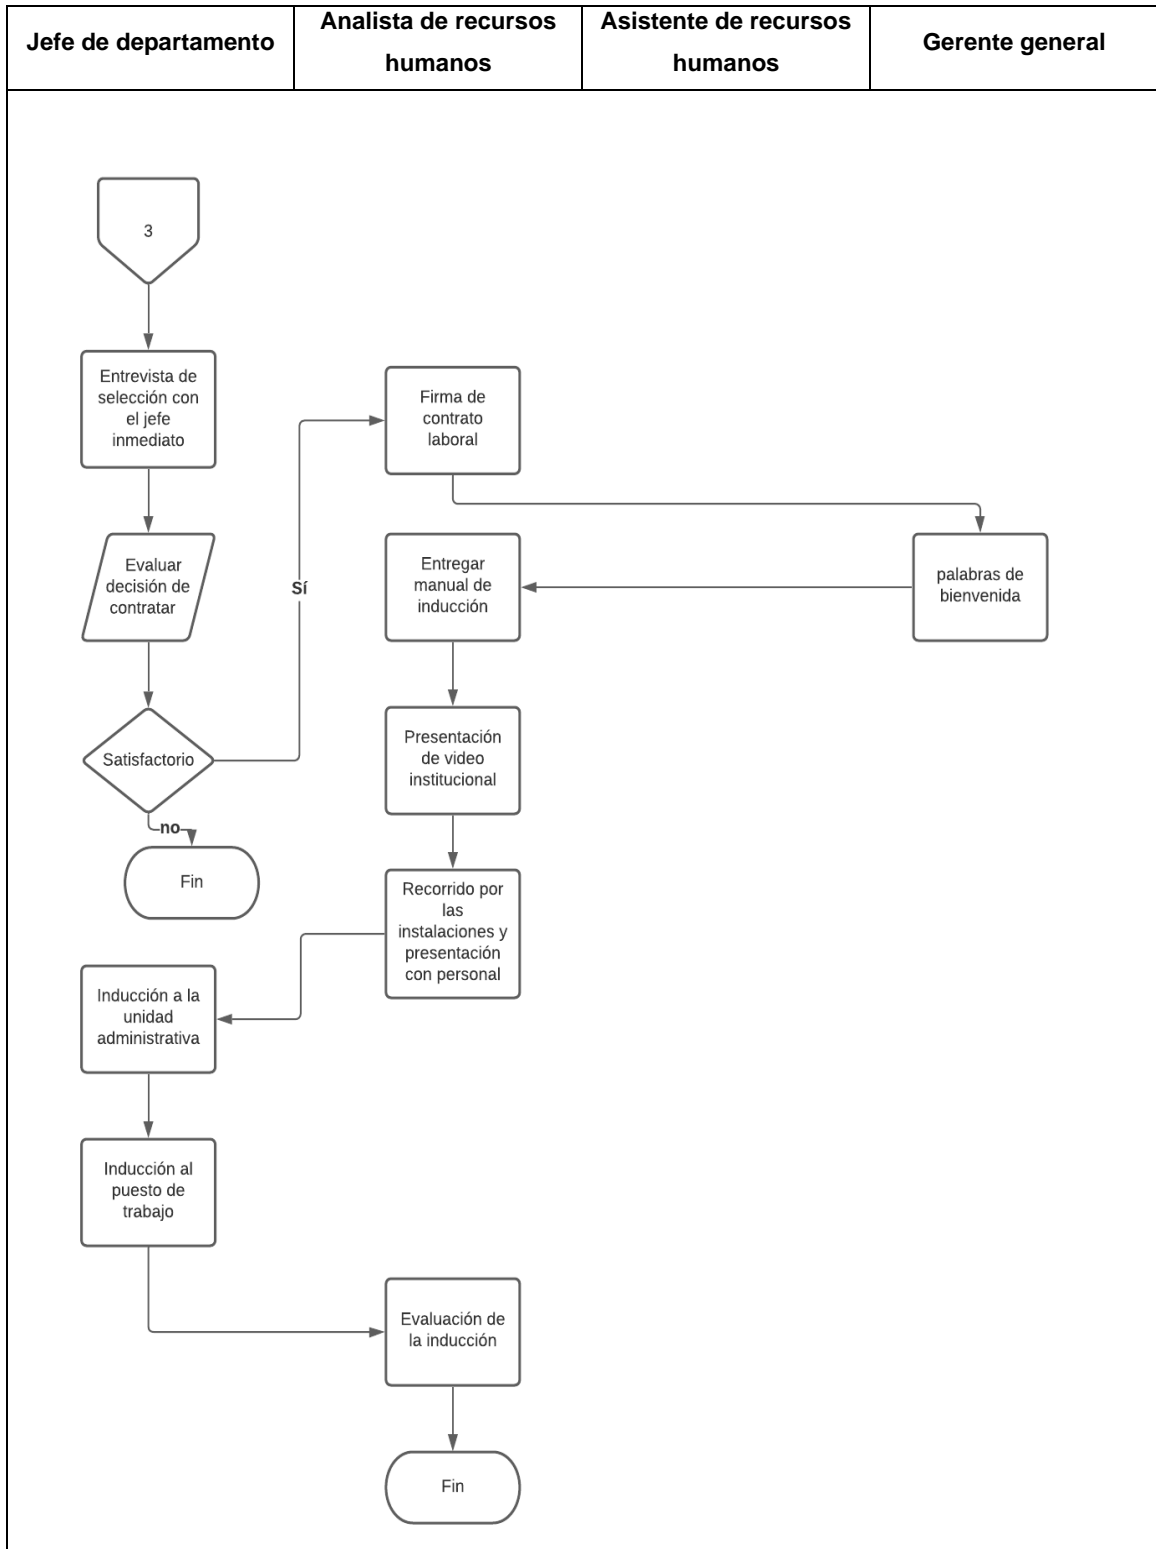 Jefe de departamento
Analista de recursos
humanos
Asistente de recursos
humanos
Gerente general
3
Entrevista de
selección con
el jefe
inmediato
Evaluar
decisión de
contratar
Satisfactorio
no
Fin
Sí
Firma de
contrato
laboral
palabras de
bienvenida
Entregar
manual de
inducción
Presentación
de video
institucional
Recorrido por
las
instalaciones y
presentación
con personal
Inducción a la
unidad
administrativa
Inducción al
puesto de
trabajo
Evaluación de
la inducción
Fin